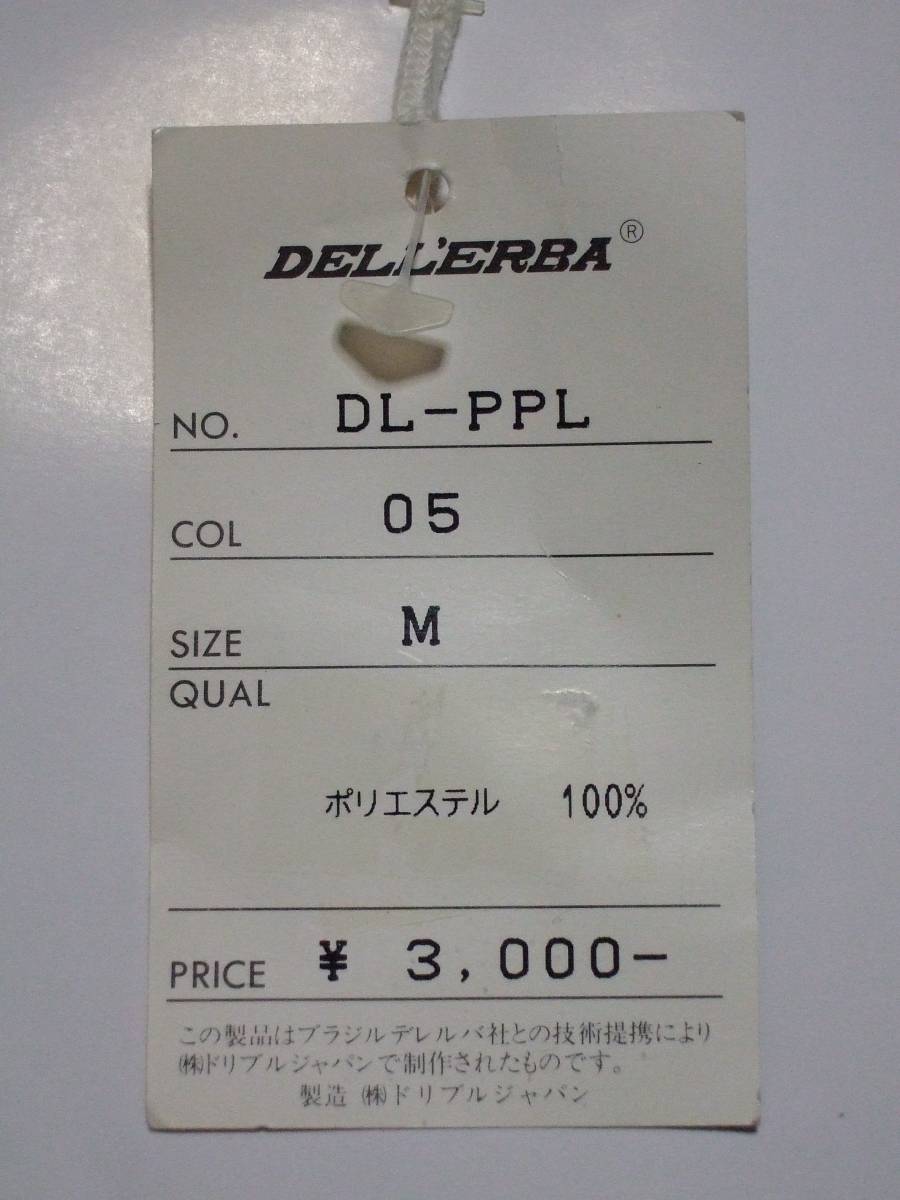 DELL'ERBA®
NO. DL-PPL
COL 05
SIZE M
QUAL
ポリエステル 100%
PRICE ¥ 3,000-
この製品はブラジルデレルバ社との技術提携により
㈱ドリブルジャパンで制作されたものです。
製造 ㈱ドリブルジャパン